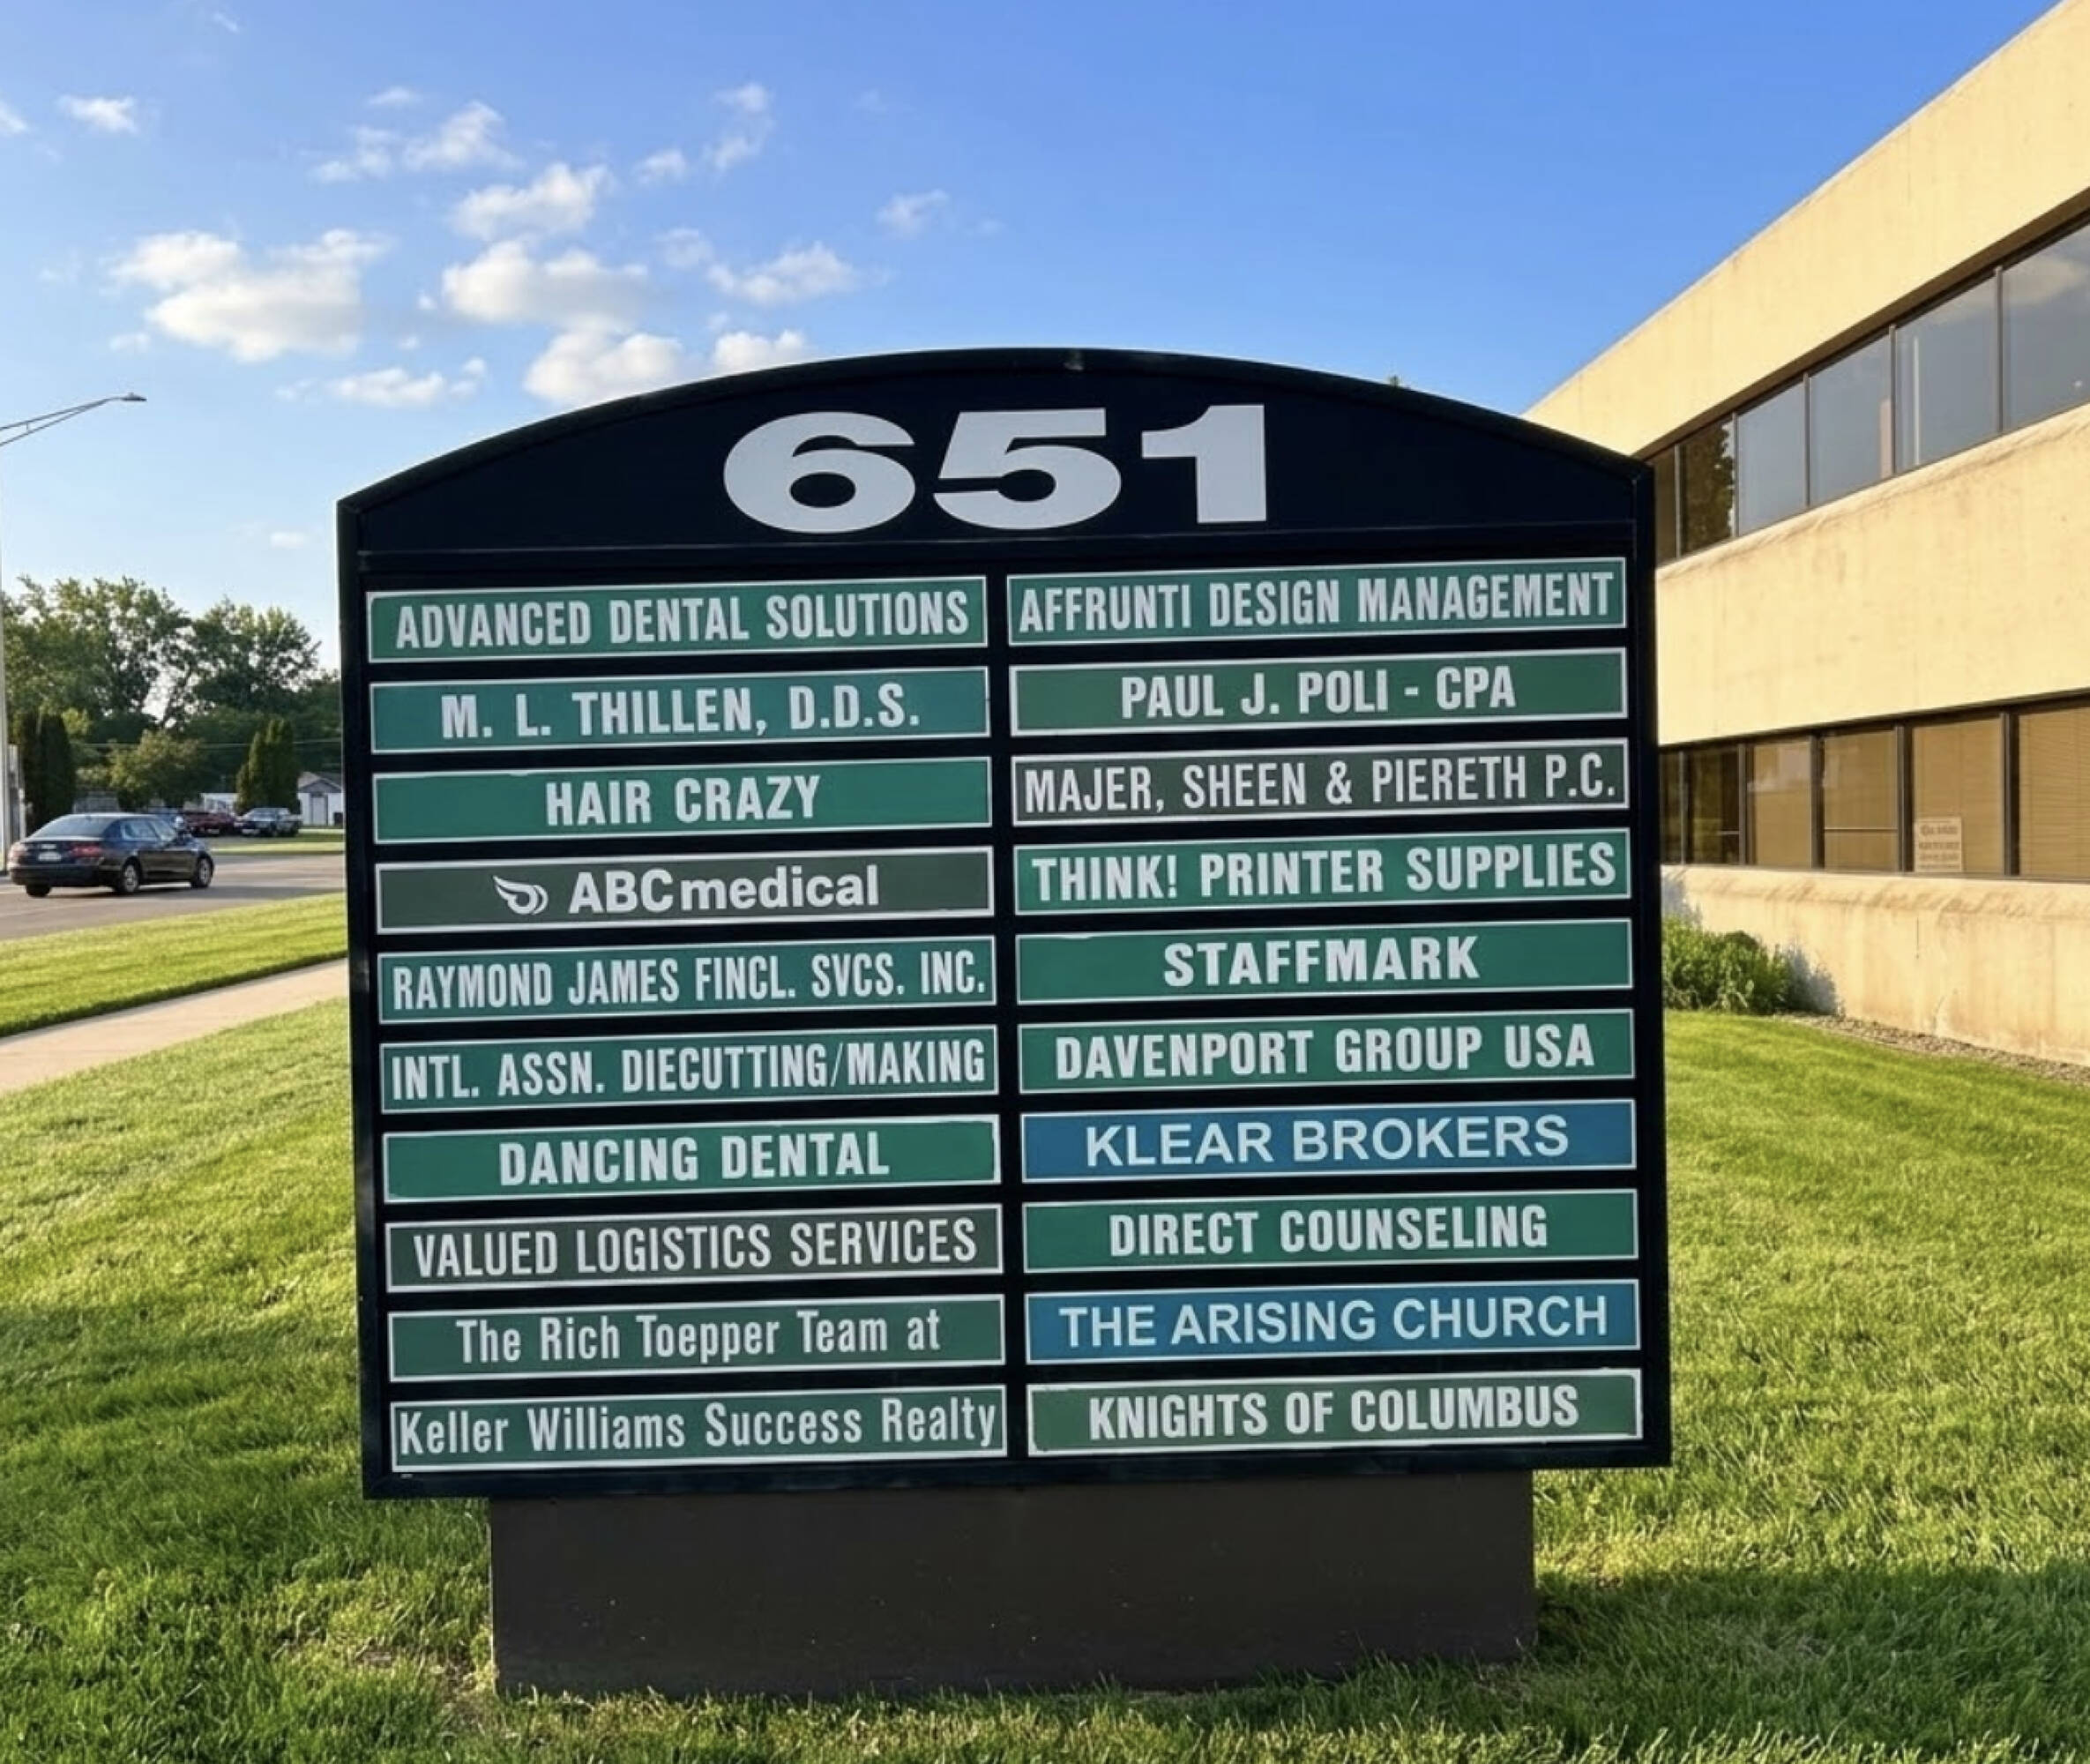 651
ADVANCED DENTAL SOLUTIONS
M. L. THILLEN, D.D.S.
HAIR CRAZY
ABCmedical
RAYMOND JAMES FINCL. SVCS. INC.
INTL. ASSN. DIECUTTING/MAKING
DANCING DENTAL
VALUED LOGISTICS SERVICES
The Rich Toepper Team at
Keller Williams Success Realty
AFFRUNTI DESIGN MANAGEMENT
PAUL J. POLI - CPA
MAJER, SHEEN & PIERETH P.C.
THINK! PRINTER SUPPLIES
STAFFMARK
DAVENPORT GROUP USA
KLEAR BROKERS
DIRECT COUNSELING
THE ARISING CHURCH
KNIGHTS OF COLUMBUS